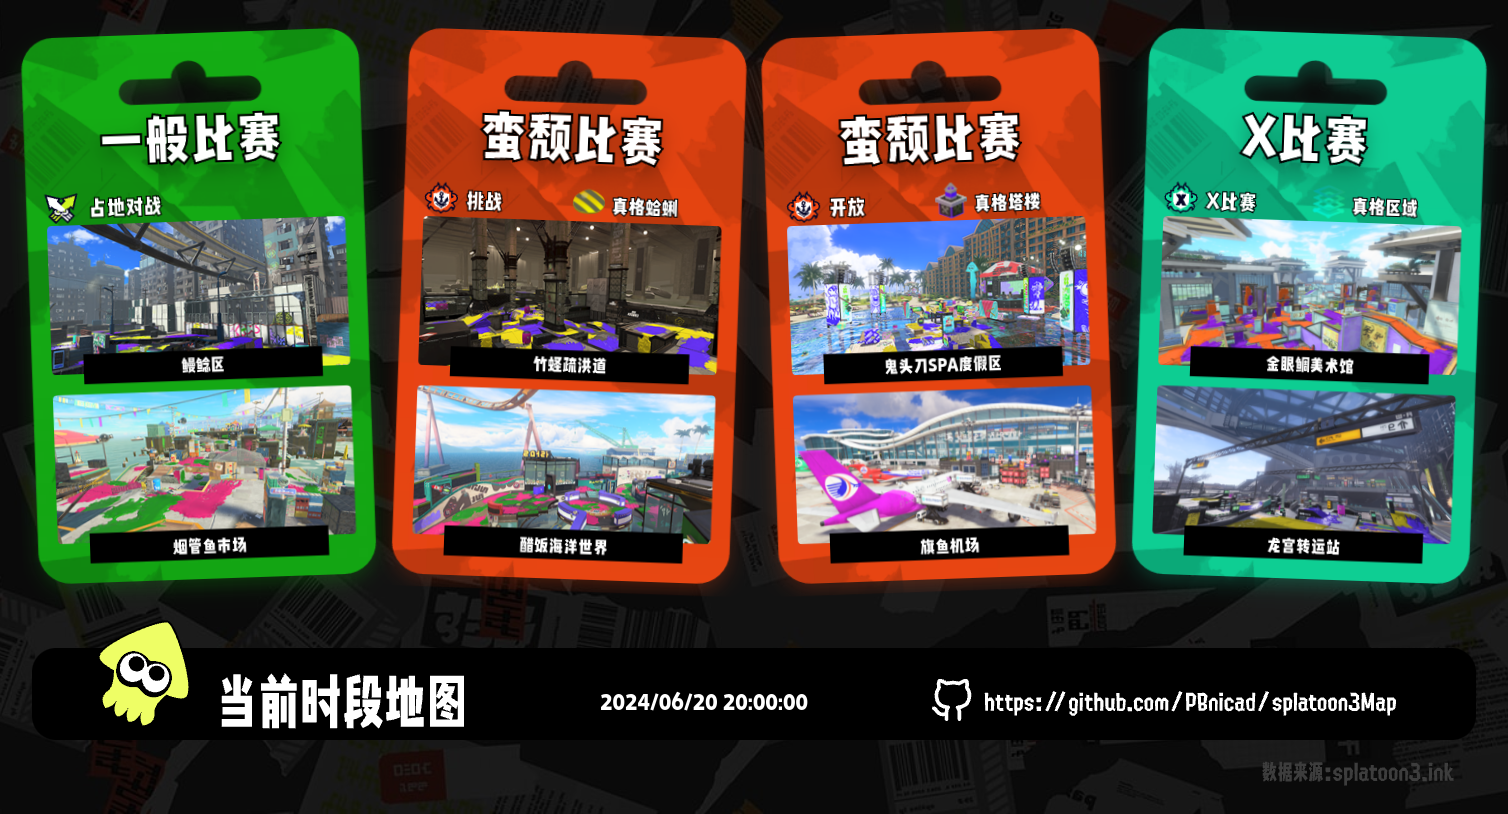 一般比赛
占地对战
鳗鲶区
烟管鱼市场
蛮颓比赛
挑战
真格蛤蜊
竹蛏疏洪道
醋饭海洋世界
蛮颓比赛
开放
真格塔楼
鬼头刀SPA度假区
旗鱼机场
X比赛
X比赛
真格区域
金眼鲷美术馆
龙宫转运站
当前时段地图
2024/06/20 20:00:00
https://github.com/PBnicad/splatoon3Map
数据来源:splatoon3.ink